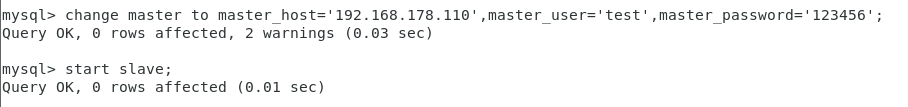 mysql> change master to master_host='192.168.178.110',master_user='test',master_password='123456';
Query OK, 0 rows affected, 2 warnings (0.03 sec)
mysql> start slave;
Query OK, 0 rows affected (0.01 sec)